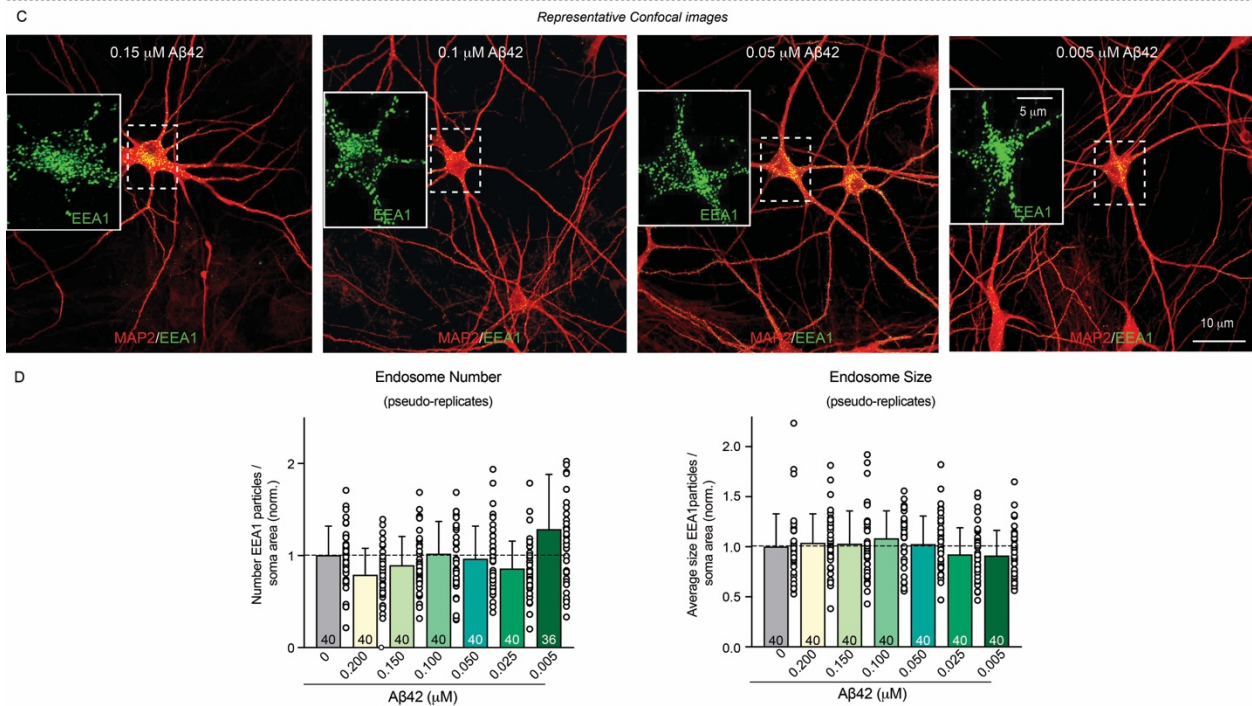 C
Representative Confocal images
0.15 μM Aβ42
0.1 μM Aβ42
0.05 μM Aβ42
0.005 μM Aβ42
EEA1
EEA1
EEA1
5 μm
EEA1
MAP2/EEA1
MAP2/EEA1
MAP2/EEA1
MAP2/EEA1
10 μm
D
Endosome Number
(pseudo-replicates)
Number EEA1 particles /
soma area (norm.)
2
1
0
40 40 40 40 40 40 36
0 0.200 0.150 0.100 0.050 0.025 0.005
Aβ42 (μM)
Endosome Size
(pseudo-replicates)
Average size EEA1particles /
soma area (norm.)
2.0
1.5
1.0
0.5
0.0
40 40 40 40 40 40 40
0 0.200 0.150 0.100 0.050 0.025 0.005
Aβ42 (μM)